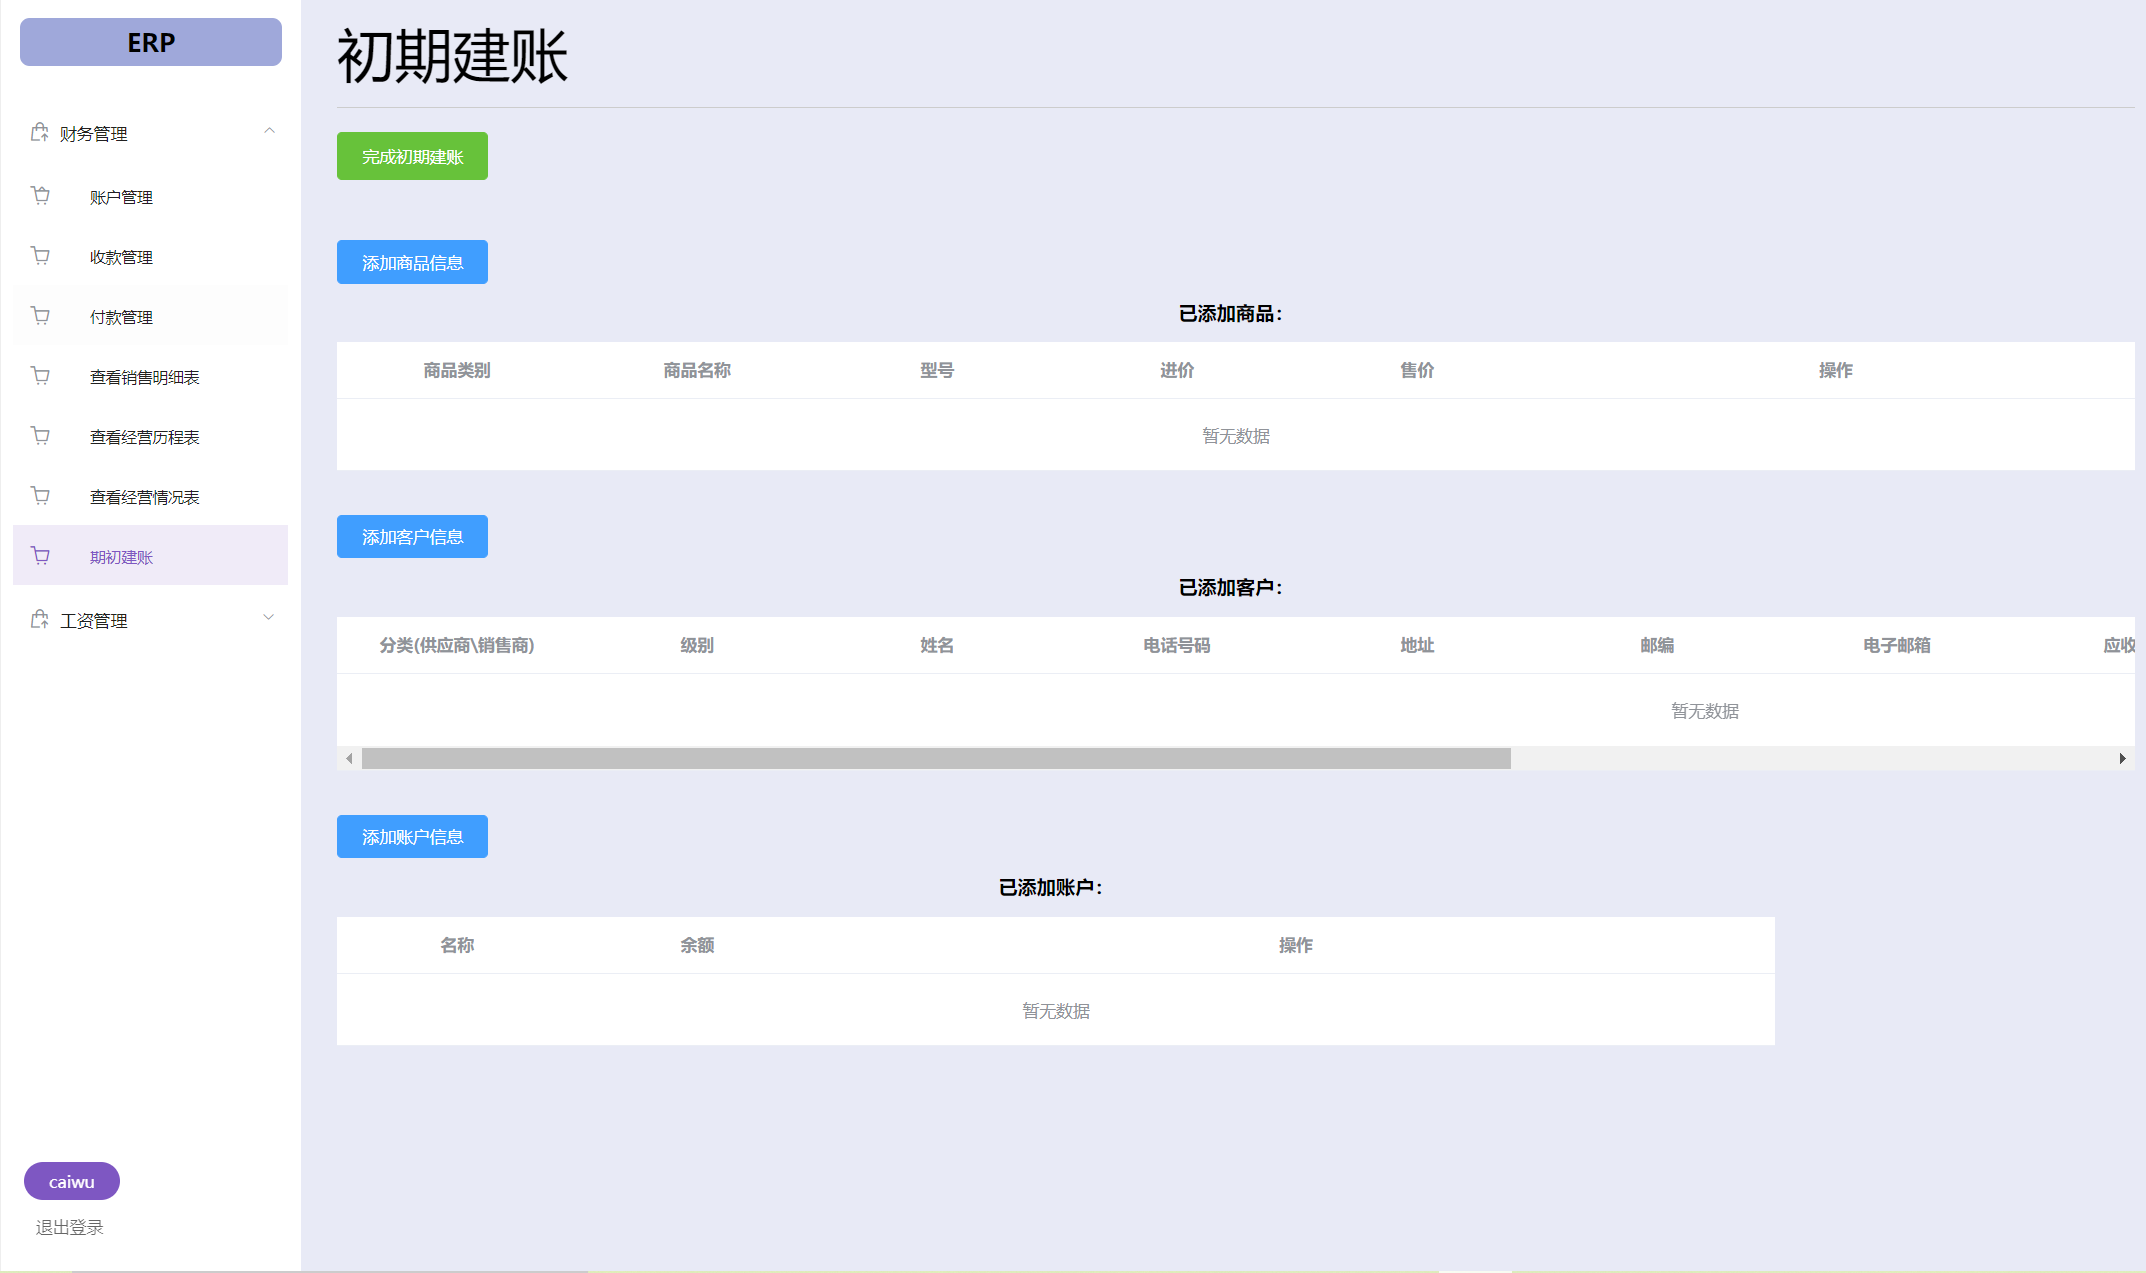 ERP
财务管理
账户管理
收款管理
付款管理
查看销售明细表
查看经营历程表
查看经营情况表
期初建账
工资管理
caiwu
退出登录
初期建账
完成初期建账
添加商品信息
已添加商品：
商品类别 商品名称 型号 进价 售价 操作
暂无数据
添加客户信息
已添加客户：
分类(供应商\销售商) 级别 姓名 电话号码 地址 邮编 电子邮箱 应收
暂无数据
添加账户信息
已添加账户：
名称 余额 操作
暂无数据